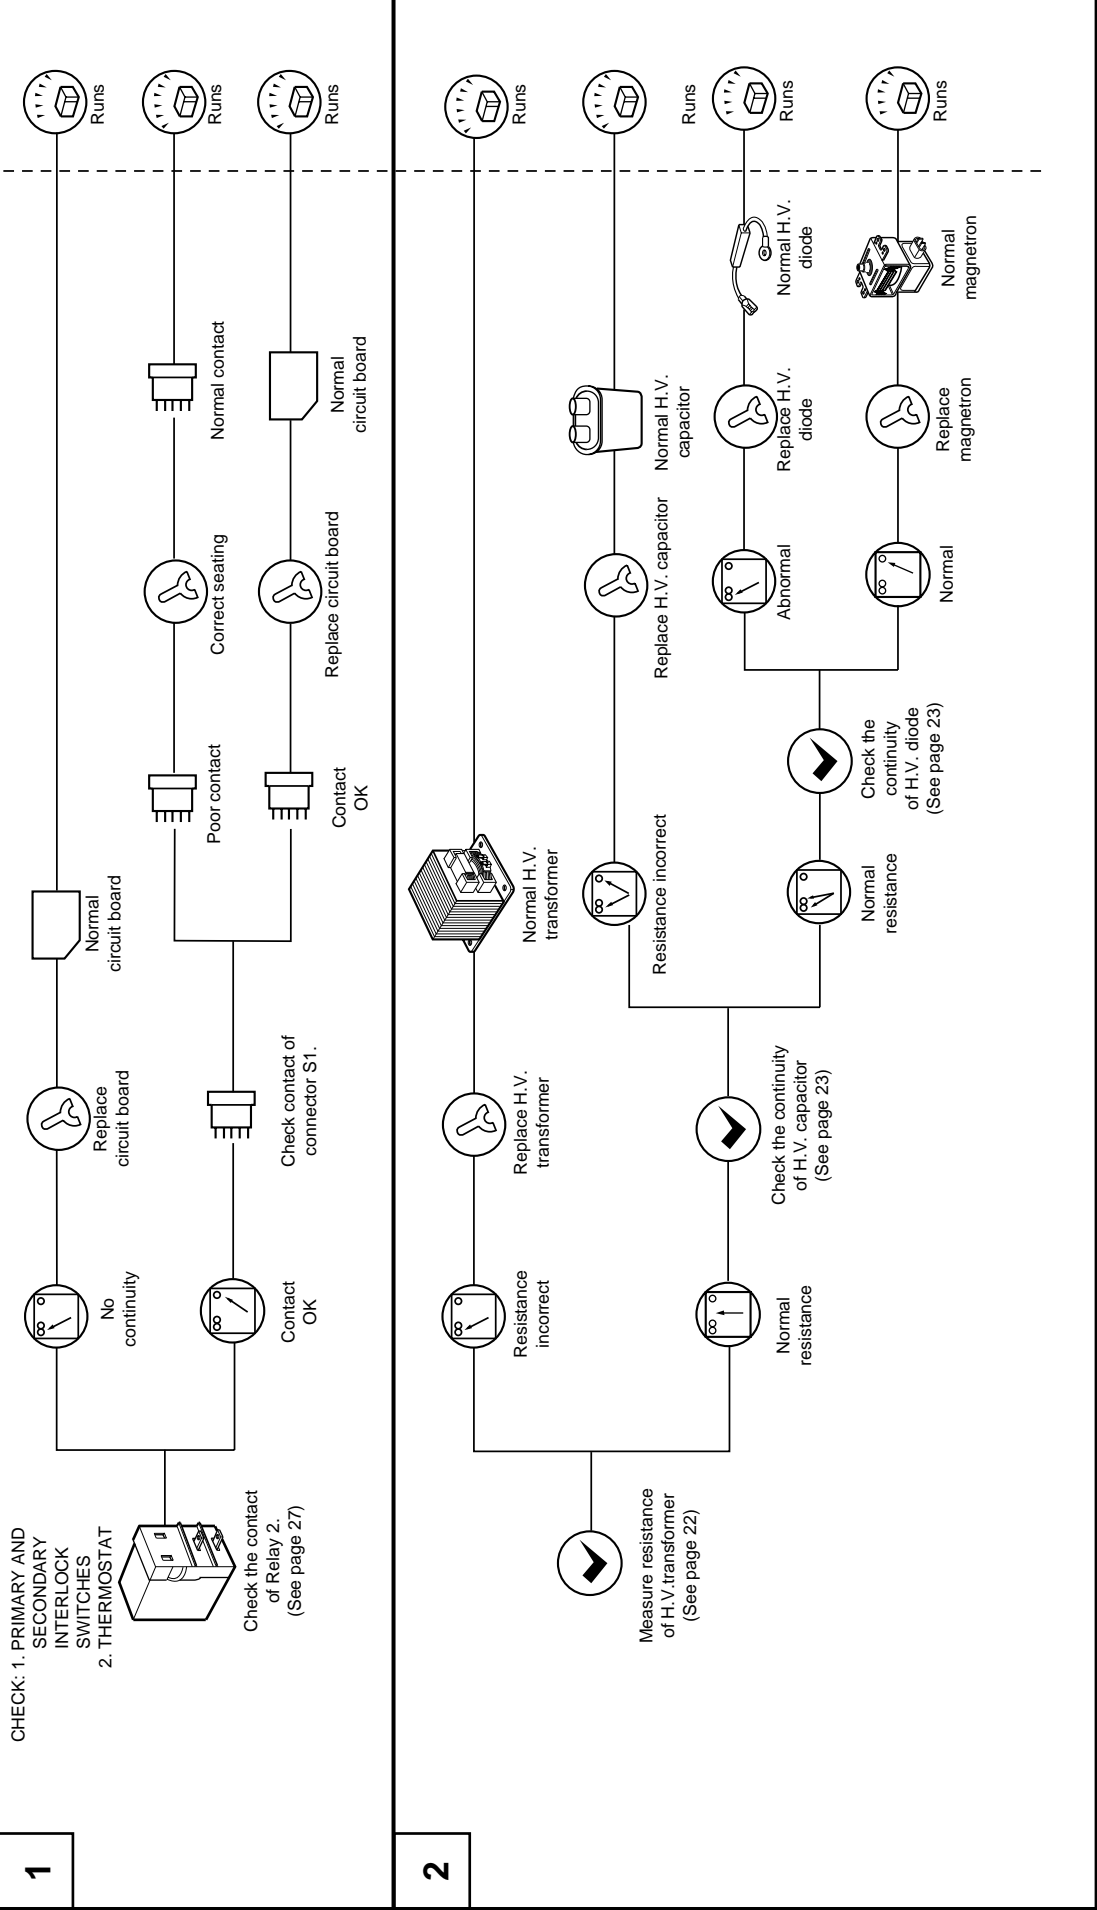 1
CHECK: 1. PRIMARY AND
SECONDARY
INTERLOCK
SWITCHES
2. THERMOSTAT
Check the contact
of Relay 2.
(See page 27)
No
continuity
Replace
circuit board
Normal
circuit board
Runs
Contact
OK
Check contact of
connector S1.
Poor contact
Correct seating
Normal contact
Runs
Contact
OK
Replace circuit board
Normal
circuit board
Runs
2
Measure resistance
of H.V.transformer
(See page 22)
Resistance
incorrect
Replace H.V.
transformer
Normal H.V.
transformer
Runs
Normal
resistance
Check the continuity
of H.V. capacitor
(See page 23)
Resistance incorrect
Replace H.V. capacitor
Normal H.V.
capacitor
Runs
Normal
resistance
Check the
continuity
of H.V. diode
(See page 23)
Abnormal
Replace H.V.
diode
Normal H.V.
diode
Runs
Normal
Replace
magnetron
Normal
magnetron
Runs